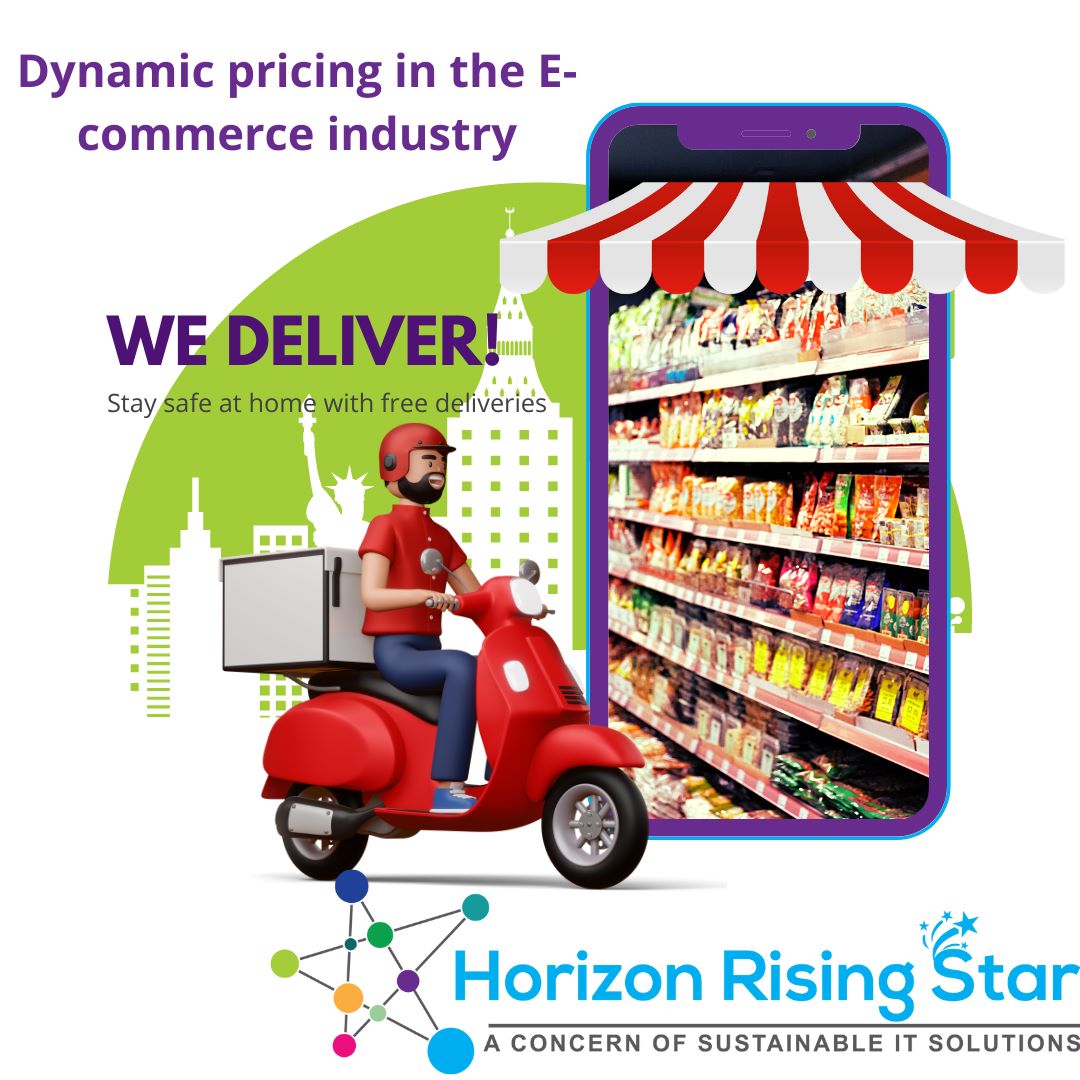 Dynamic pricing in the E-
commerce industry
WE DELIVER!
Stay safe at home with free deliveries
Horizon Rising Star
A CONCERN OF SUSTAINABLE IT SOLUTIONS